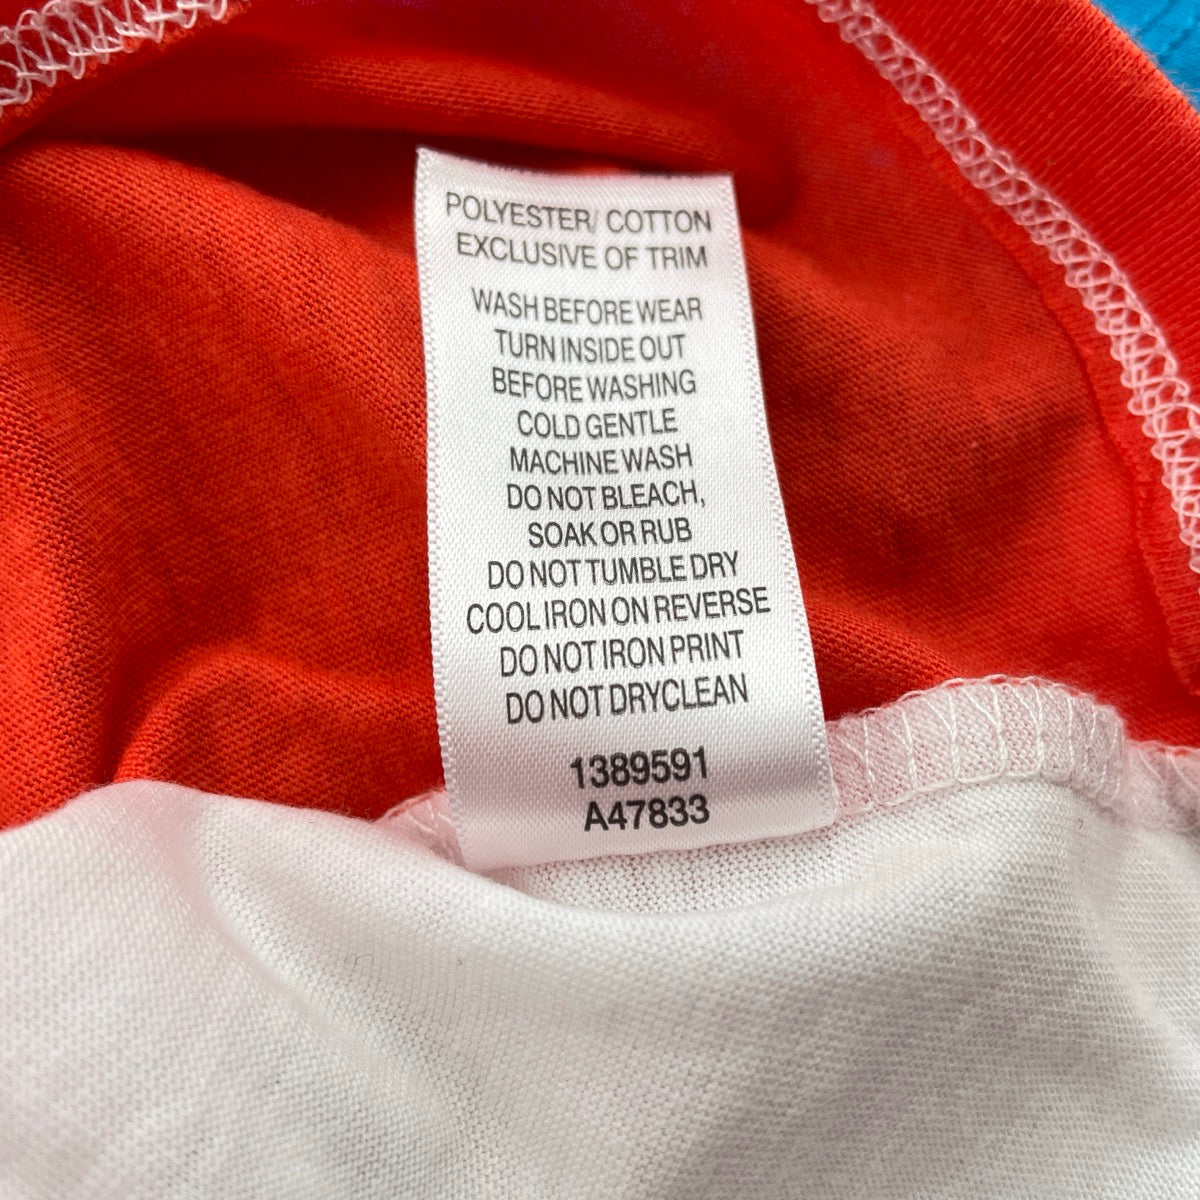 POLYESTER/ COTTON
EXCLUSIVE OF TRIM
WASH BEFORE WEAR
TURN INSIDE OUT
BEFORE WASHING
COLD GENTLE
MACHINE WASH
DO NOT BLEACH,
SOAK OR RUB
DO NOT TUMBLE DRY
COOL IRON ON REVERSE
DO NOT IRON PRINT
DO NOT DRYCLEAN
1389591
A47833